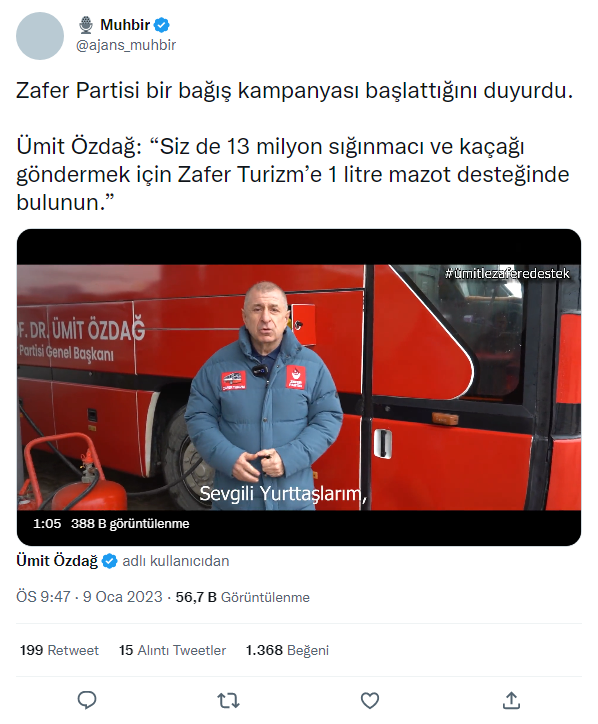 Muhbir
@ajans_muhbir
Zafer Partisi bir bağış kampanyası başlattığını duyurdu.
Ümit Özdağ: “Siz de 13 milyon sığınmacı ve kaçağı
göndermek için Zafer Turizm’e 1 litre mazot desteğinde
bulunun.”
#ümitlezaferedestek
F. DR. ÜMİT ÖZDAĞ
Partisi Genel Başkanı
Sevgili Yurttaşlarım,
1:05 388 B görüntülenme
Ümit Özdağ adlı kullanıcıdan
ÖS 9:47 · 9 Oca 2023 · 56,7 B Görüntülenme
199 Retweet 15 Alıntı Tweetler 1.368 Beğeni